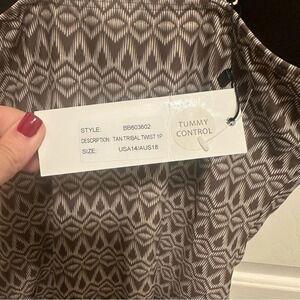 STYLE: BB603602
DESCRIPTION: TAN TRIBAL TWIST 1P
SIZE: USA14/AUS18
TUMMY
CONTROL